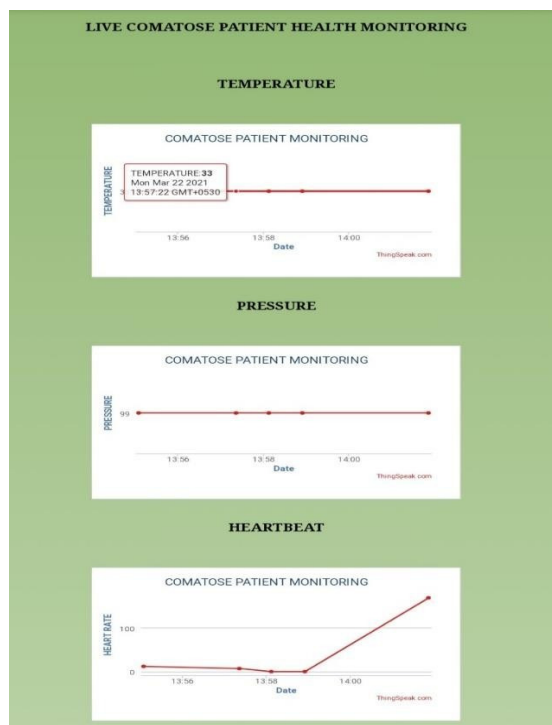 LIVE COMATOSE PATIENT HEALTH MONITORING
TEMPERATURE
COMATOSE PATIENT MONITORING
TEMPERATURE
TEMPERATURE:33
Mon Mar 22 2021
13:57:22 GMT+0530
13:56 13:58 14:00
Date
ThingSpeak.com
PRESSURE
COMATOSE PATIENT MONITORING
PRESSURE
99
13:56 13:58 14:00
Date
ThingSpeak.com
HEARTBEAT
COMATOSE PATIENT MONITORING
HEART RATE
100
0
13:56 13:58 14:00
Date
ThingSpeak.com